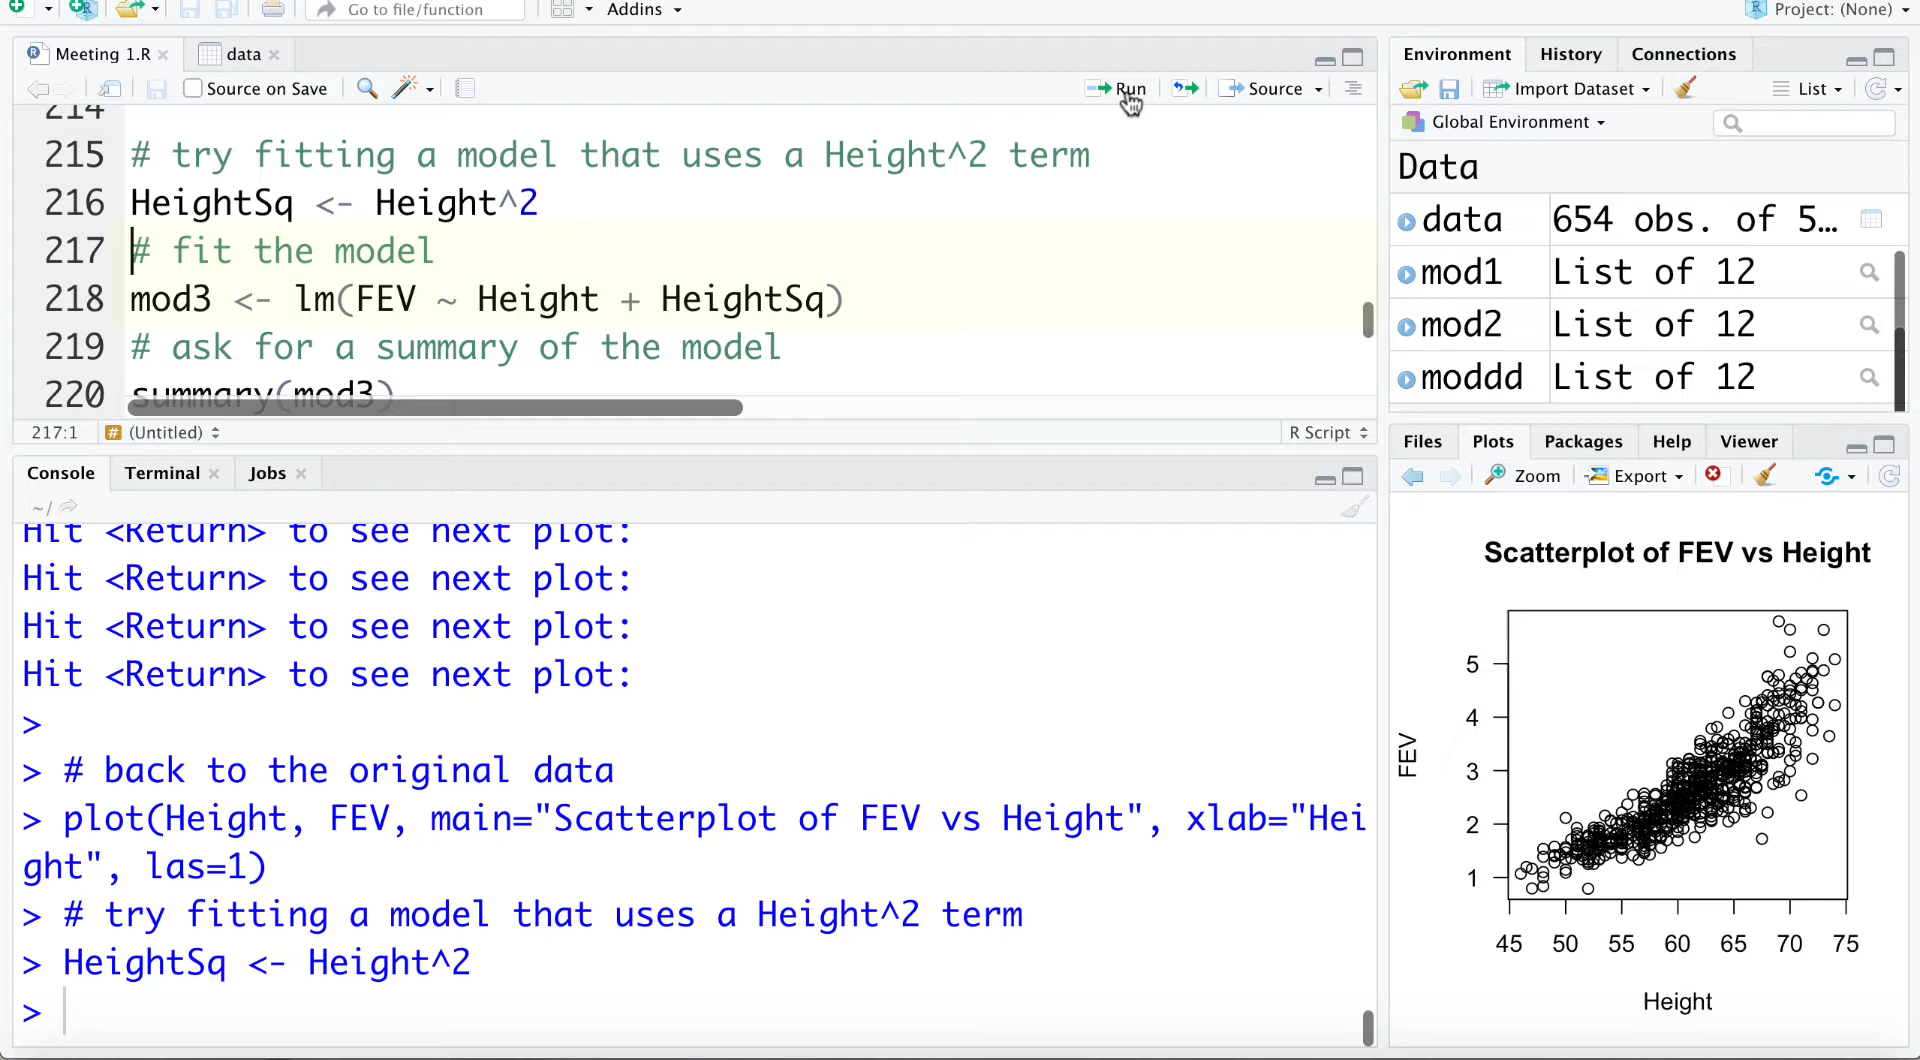 Go to file/function
Addins
Project: (None)
Meeting 1.R
data
Source on Save
Run
Source
214
215 # try fitting a model that uses a Height^2 term
216 HeightSq <- Height^2
217 # fit the model
218 mod3 <- lm(FEV ~ Height + HeightSq)
219 # ask for a summary of the model
220 summary(mod3)
217:1
# (Untitled)
R Script
Console
Terminal
Jobs
~/
Hit <Return> to see next plot:
Hit <Return> to see next plot:
Hit <Return> to see next plot:
Hit <Return> to see next plot:
>
> # back to the original data
> plot(Height, FEV, main="Scatterplot of FEV vs Height", xlab="Hei
ght", las=1)
> # try fitting a model that uses a Height^2 term
> HeightSq <- Height^2
>
Environment
History
Connections
Import Dataset
List
Global Environment
Data
data 654 obs. of 5…
mod1 List of 12
mod2 List of 12
moddd List of 12
Files
Plots
Packages
Help
Viewer
Zoom
Export
Scatterplot of FEV vs Height
FEV
5
4
3
2
1
45 50 55 60 65 70 75
Height